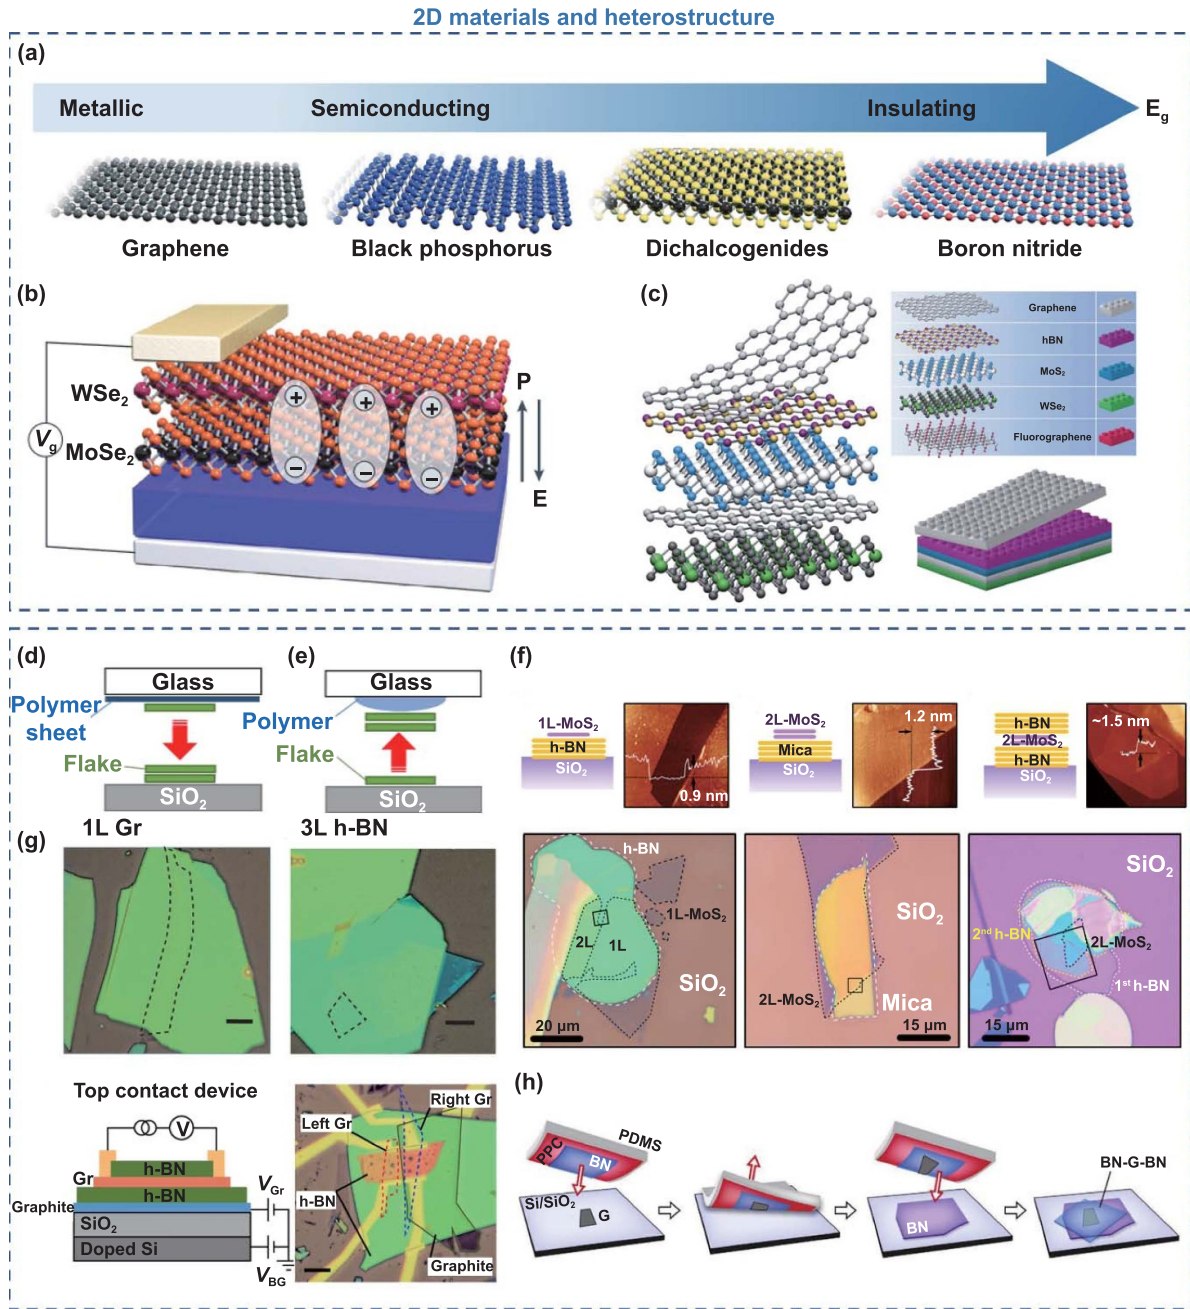 2D materials and heterostructure
(a)
Metallic Semiconducting Insulating Eg
Graphene Black phosphorus Dichalcogenides Boron nitride
(b)
WSe2
Vg
MoSe2
P
E
+ + +
− − −
(c)
Graphene
hBN
MoS2
WSe2
Fluorographene
(d)
Glass
Polymer
sheet
Flake
SiO2
(e)
Glass
Polymer
Flake
SiO2
(f)
1L-MoS2
h-BN
SiO2
0.9 nm
2L-MoS2
Mica
SiO2
1.2 nm
h-BN
2L-MoS2
h-BN
SiO2
~1.5 nm
h-BN
1L-MoS2
2L 1L
SiO2
20 µm
SiO2
2L-MoS2
Mica
15 µm
SiO2
2nd h-BN
2L-MoS2
1st h-BN
15 µm
(g)
1L Gr 3L h-BN
Top contact device
V
h-BN
Gr
h-BN
Graphite
SiO2
Doped Si
VGr
VBG
Right Gr
Left Gr
h-BN
Graphite
(h)
PPC
BN
PDMS
Si/SiO2
G
BN
BN-G-BN